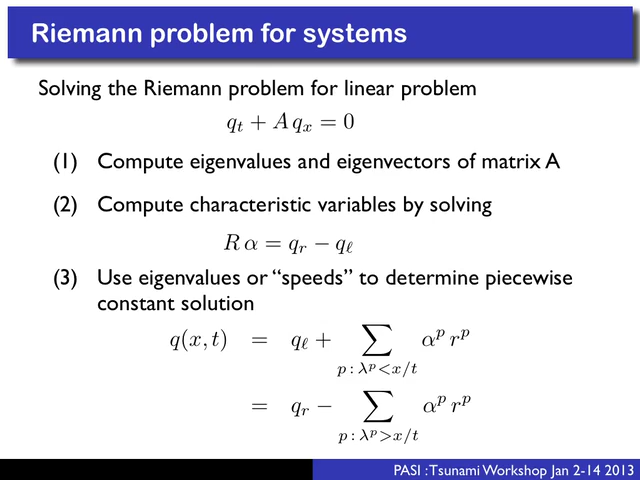 Riemann problem for systems
Solving the Riemann problem for linear problem
q_t + A q_x = 0
(1) Compute eigenvalues and eigenvectors of matrix A
(2) Compute characteristic variables by solving
R α = q_r − q_ℓ
(3) Use eigenvalues or “speeds” to determine piecewise
constant solution
q(x, t) = q_ℓ + ∑_{p : λ^p < x/t} α^p r^p
= q_r − ∑_{p : λ^p > x/t} α^p r^p
PASI : Tsunami Workshop Jan 2-14 2013